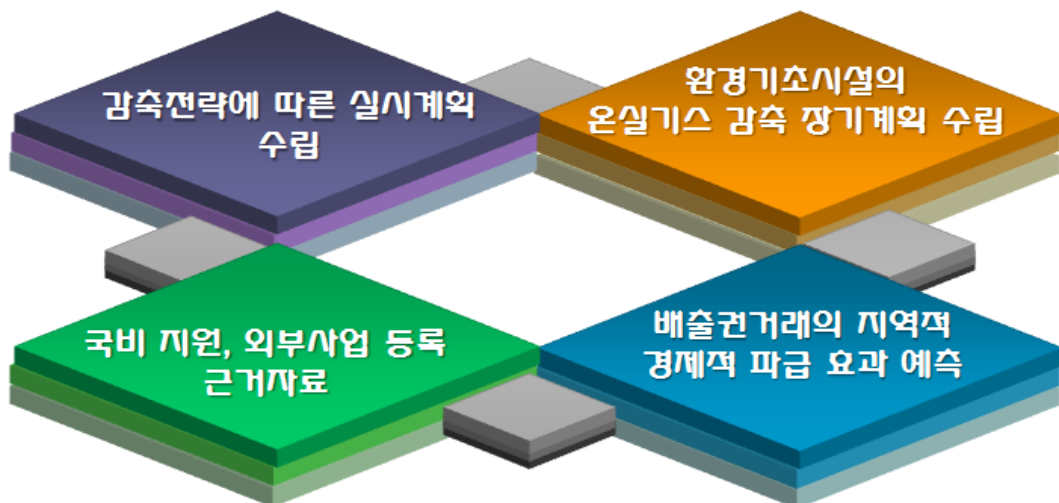 감축전략에 따른 실시계획
수립
환경기초시설의
온실기스 감축 장기계획 수립
국비 지원, 외부사업 등록
근거자료
배출권거래의 지역적
경제적 파급 효과 예측